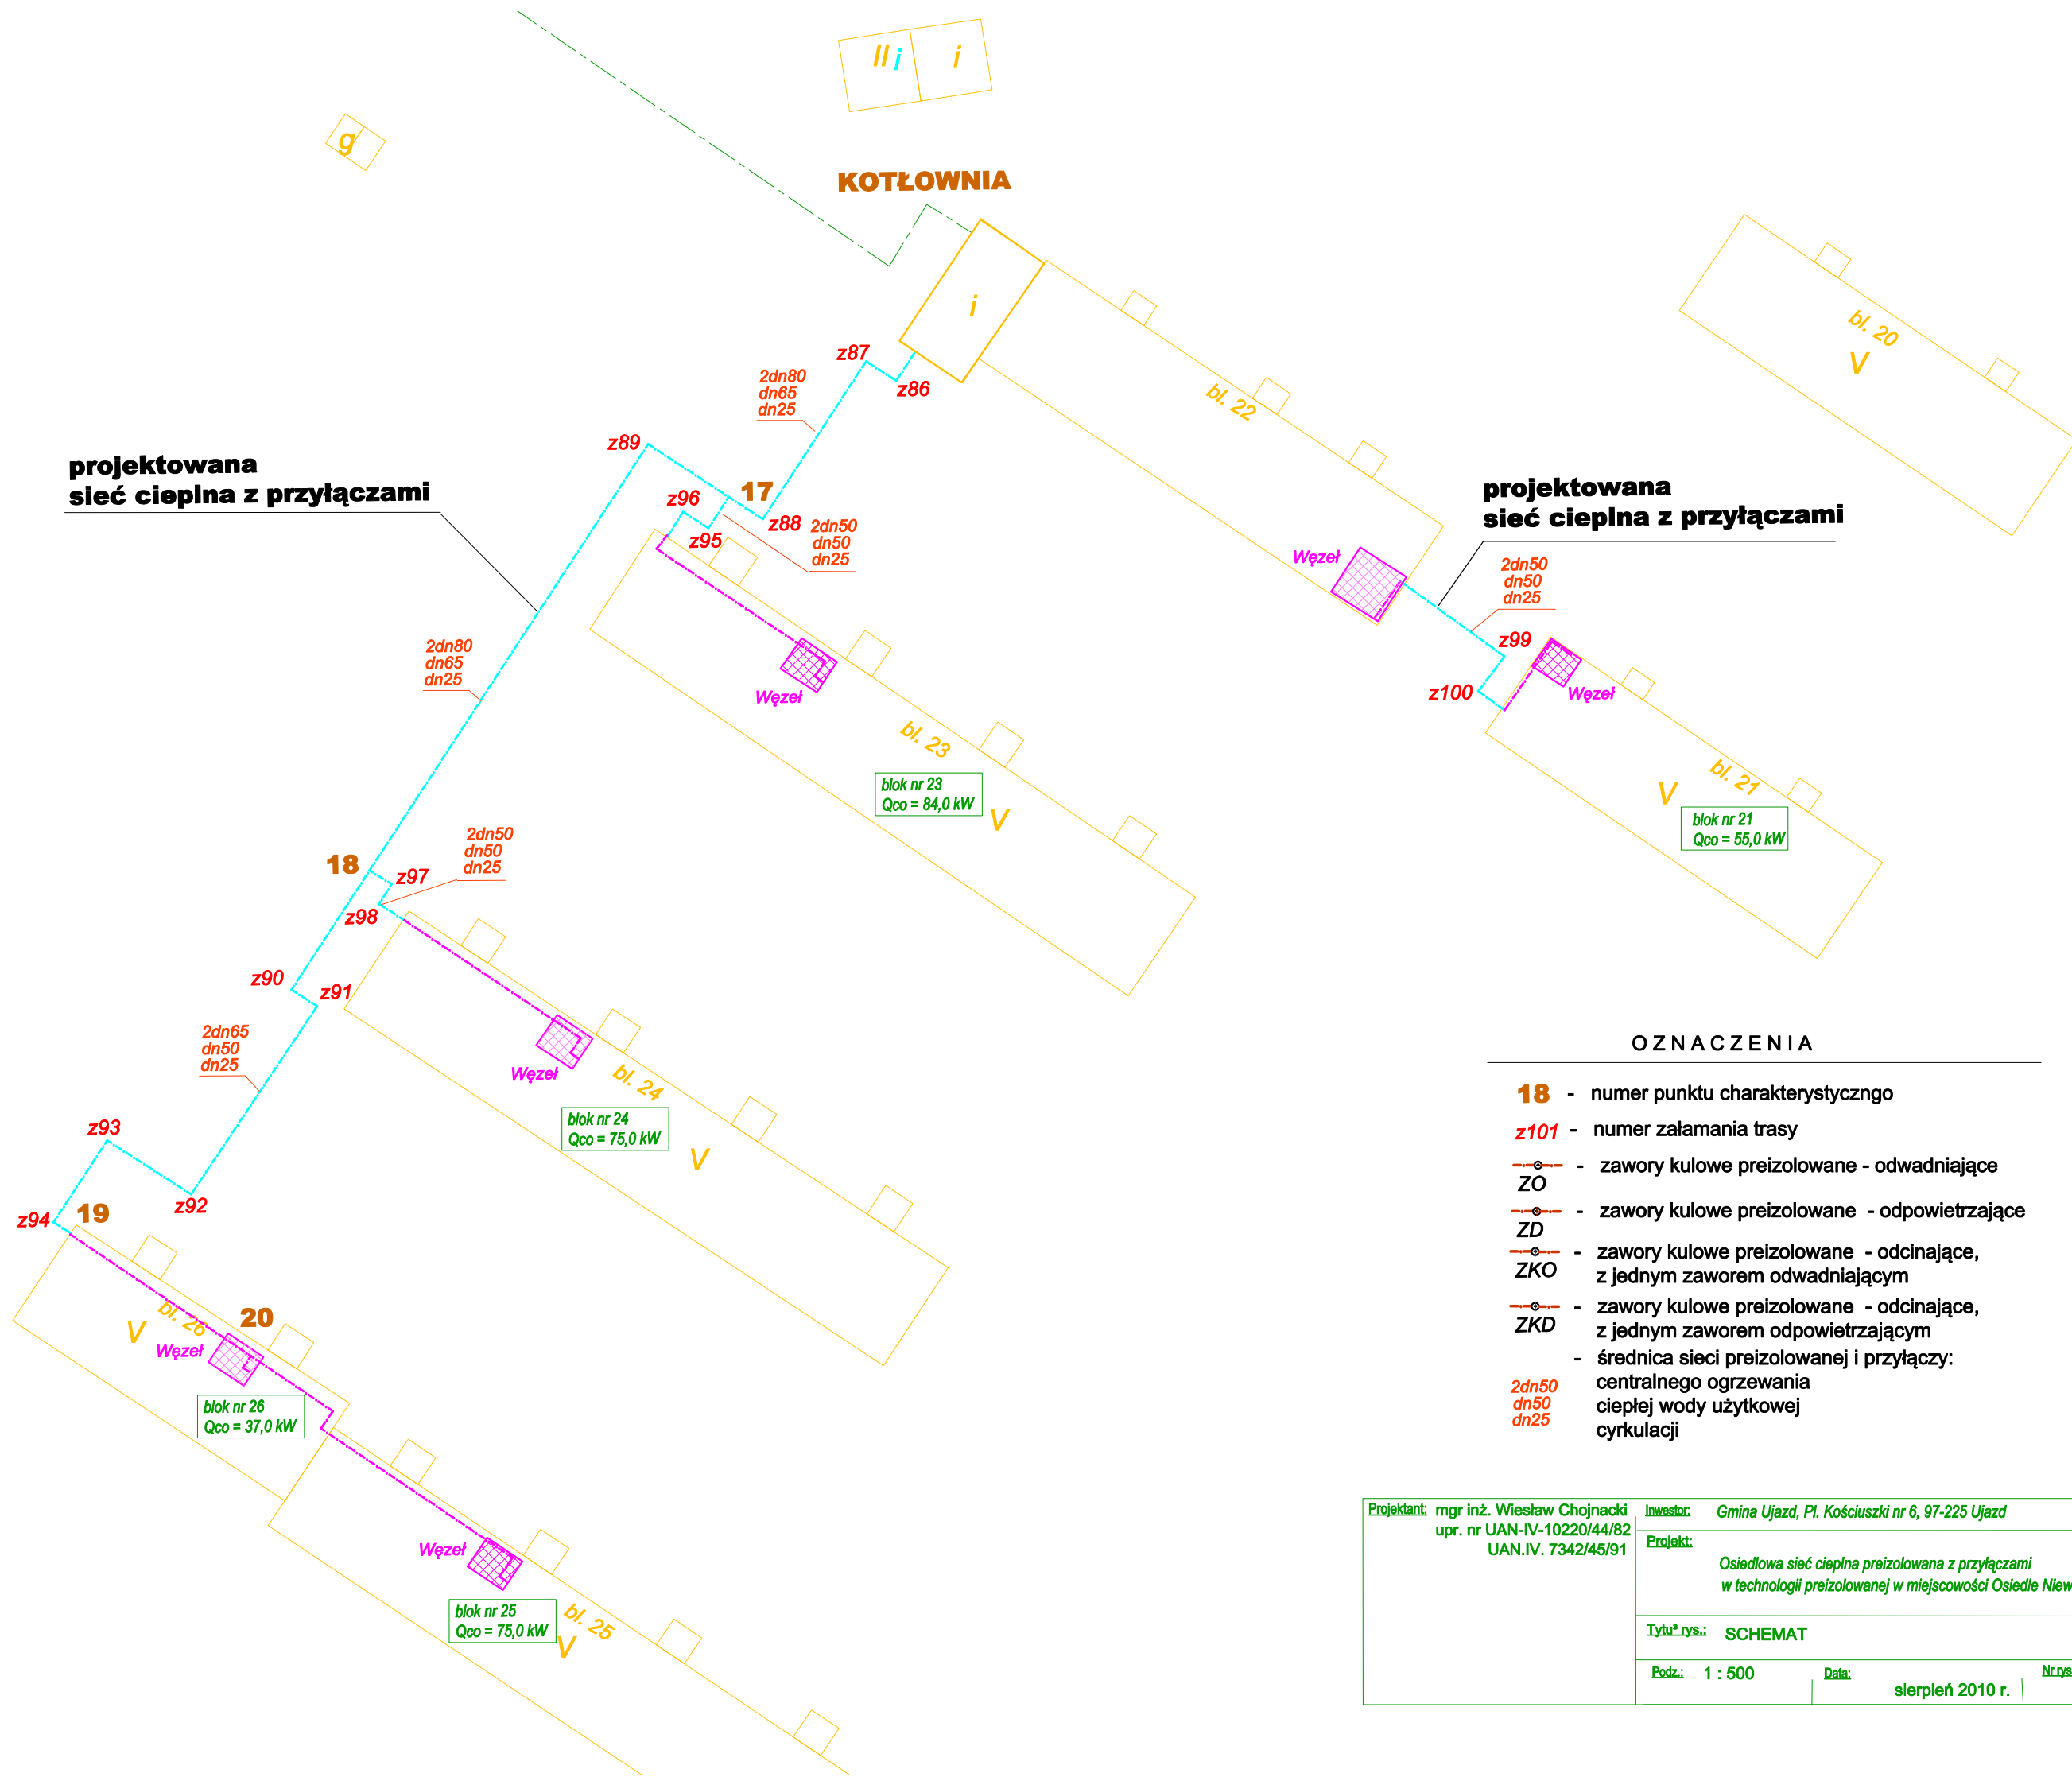 II i i
g
KOTŁOWNIA
i
bl. 20
V
z87
z86
2dn80
dn65
dn25
bl. 22
z89
projektowana
sieć cieplna z przyłączami
17
z96
z88
z95
2dn50
dn50
dn25
projektowana
sieć cieplna z przyłączami
Węzeł
2dn50
dn50
dn25
z99
z100
Węzeł
2dn80
dn65
dn25
Węzeł
bl. 23
blok nr 23
Qco = 84,0 kW
V
bl. 21
V
blok nr 21
Qco = 55,0 kW
2dn50
dn50
dn25
18
z97
z98
z90
z91
2dn65
dn50
dn25
Węzeł
bl. 24
blok nr 24
Qco = 75,0 kW
V
z93
z92
z94
19
bl. 26
V
20
Węzeł
blok nr 26
Qco = 37,0 kW
Węzeł
blok nr 25
Qco = 75,0 kW
bl. 25
V
OZNACZENIA
18 - numer punktu charakterystyczngo
z101 - numer załamania trasy
- zawory kulowe preizolowane - odwadniające
ZO
- zawory kulowe preizolowane - odpowietrzające
ZD
- zawory kulowe preizolowane - odcinające,
ZKO z jednym zaworem odwadniającym
- zawory kulowe preizolowane - odcinające,
ZKD z jednym zaworem odpowietrzającym
- średnica sieci preizolowanej i przyłączy:
2dn50 centralnego ogrzewania
dn50 ciepłej wody użytkowej
dn25 cyrkulacji
Projektant: mgr inż. Wiesław Chojnacki
upr. nr UAN-IV-10220/44/82
UAN.IV. 7342/45/91
Inwestor: Gmina Ujazd, Pl. Kościuszki nr 6, 97-225 Ujazd
Projekt:
Osiedlowa sieć cieplna preizolowana z przyłączami
w technologii preizolowanej w miejscowości Osiedle Niew
Tytu³ rys.: SCHEMAT
Podz.: 1 : 500
Data:
sierpień 2010 r.
Nr rys